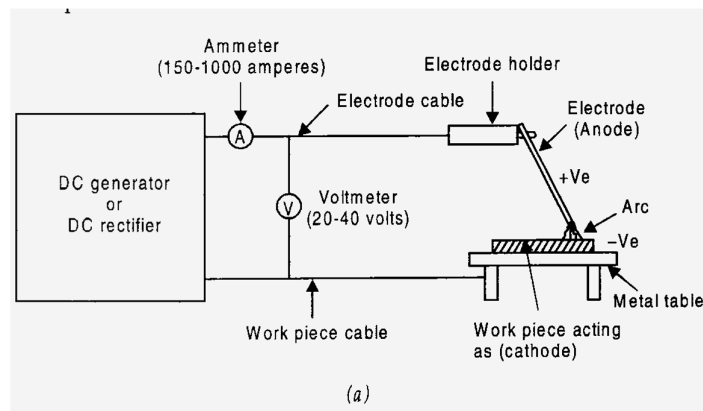 Ammeter
(150-1000 amperes)
Electrode holder
Electrode cable
Electrode
(Anode)
A
DC generator
or
DC rectifier
+Ve
Voltmeter
(20-40 volts)
V
Arc
–Ve
Metal table
Work piece cable
Work piece acting
as (cathode)
(a)